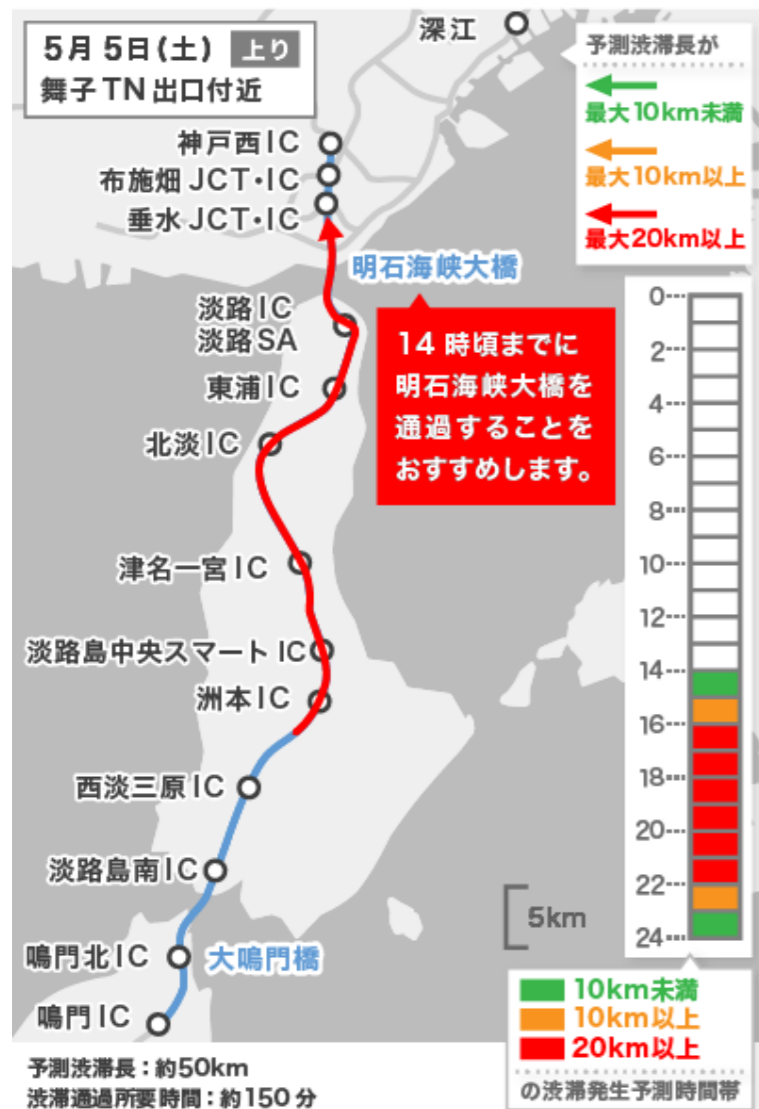 5月5日(土) 上り
舞子TN出口付近
深江
神戸西IC
布施畑JCT・IC
垂水JCT・IC
明石海峡大橋
淡路IC
淡路SA
東浦IC
北淡IC
津名一宮IC
淡路島中央スマートIC
洲本IC
西淡三原IC
淡路島南IC
鳴門北IC
大鳴門橋
鳴門IC
14時頃までに
明石海峡大橋を
通過することを
おすすめします。
予測渋滞長が
最大10km未満
最大10km以上
最大20km以上
0
2
4
6
8
10
12
14
16
18
20
22
24
5km
10km未満
10km以上
20km以上
の渋滞発生予測時間帯
予測渋滞長：約50km
渋滞通過所要時間：約150分